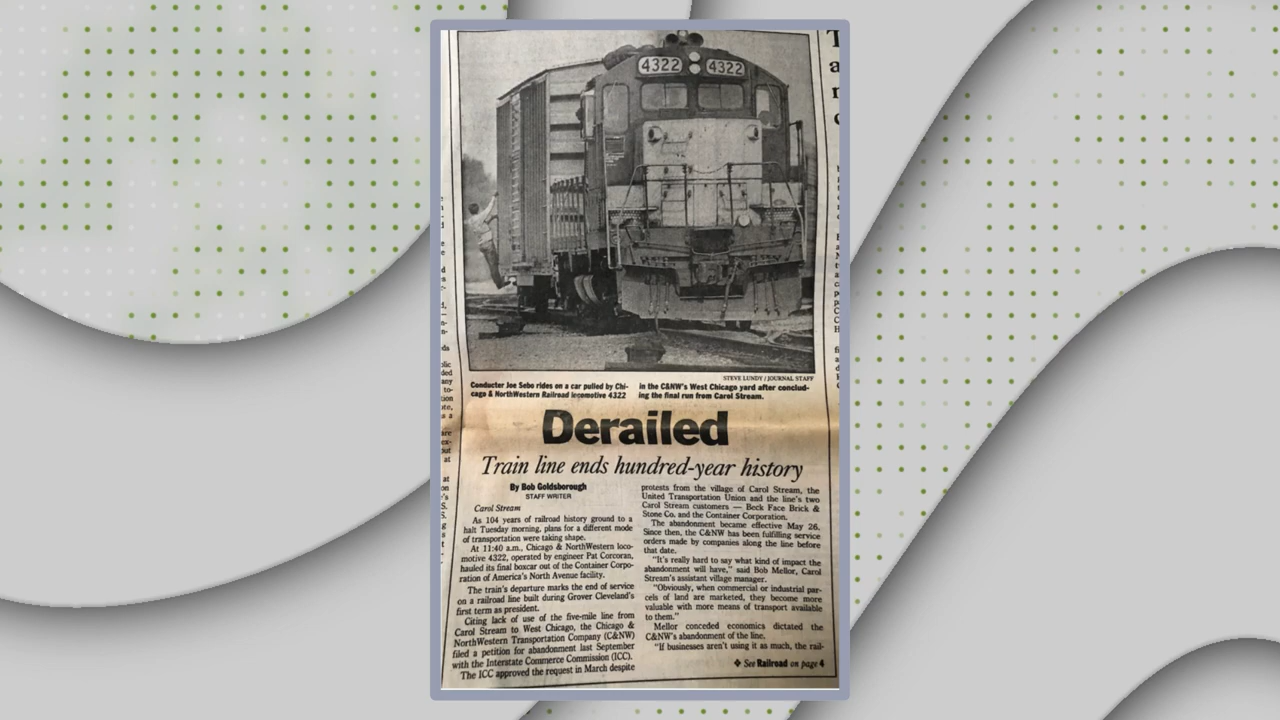 4322
4322
STEVE LUNDY / JOURNAL STAFF
Conductor Joe Sebo rides on a car pulled by Chi-
cago & NorthWestern Railroad locomotive 4322
in the C&NW's West Chicago yard after conclud-
ing the final run from Carol Stream.
Derailed
Train line ends hundred-year history
By Bob Goldsborough
STAFF WRITER
Carol Stream
As 104 years of railroad history ground to a
halt Tuesday morning, plans for a different mode
of transportation were taking shape.
At 11:40 a.m., Chicago & NorthWestern loco-
motive 4322, operated by engineer Pat Corcoran,
hauled its final boxcar out of the Container Corpo-
ration of America's North Avenue facility.
The train's departure marks the end of service
on a railroad line built during Grover Cleveland's
first term as president.
Citing lack of use of the five-mile line from
Carol Stream to West Chicago, the Chicago &
NorthWestern Transportation Company (C&NW)
filed a petition for abandonment last September
with the Interstate Commerce Commission (ICC).
The ICC approved the request in March despite
protests from the village of Carol Stream, the
United Transportation Union and the line's two
Carol Stream customers — Beck Face Brick &
Stone Co. and the Container Corporation.
The abandonment became effective May 26.
Since then, the C&NW has been fulfilling service
orders made by companies along the line before
that date.
"It's really hard to say what kind of impact the
abandonment will have," said Bob Mellor, Carol
Stream's assistant village manager.
"Obviously, when commercial or industrial par-
cels of land are marketed, they become more
valuable with more means of transport available
to them."
Mellor conceded economics dictated the
C&NW's abandonment of the line.
"If businesses aren't using it as much, the rail-
❖ See Railroad on page 4